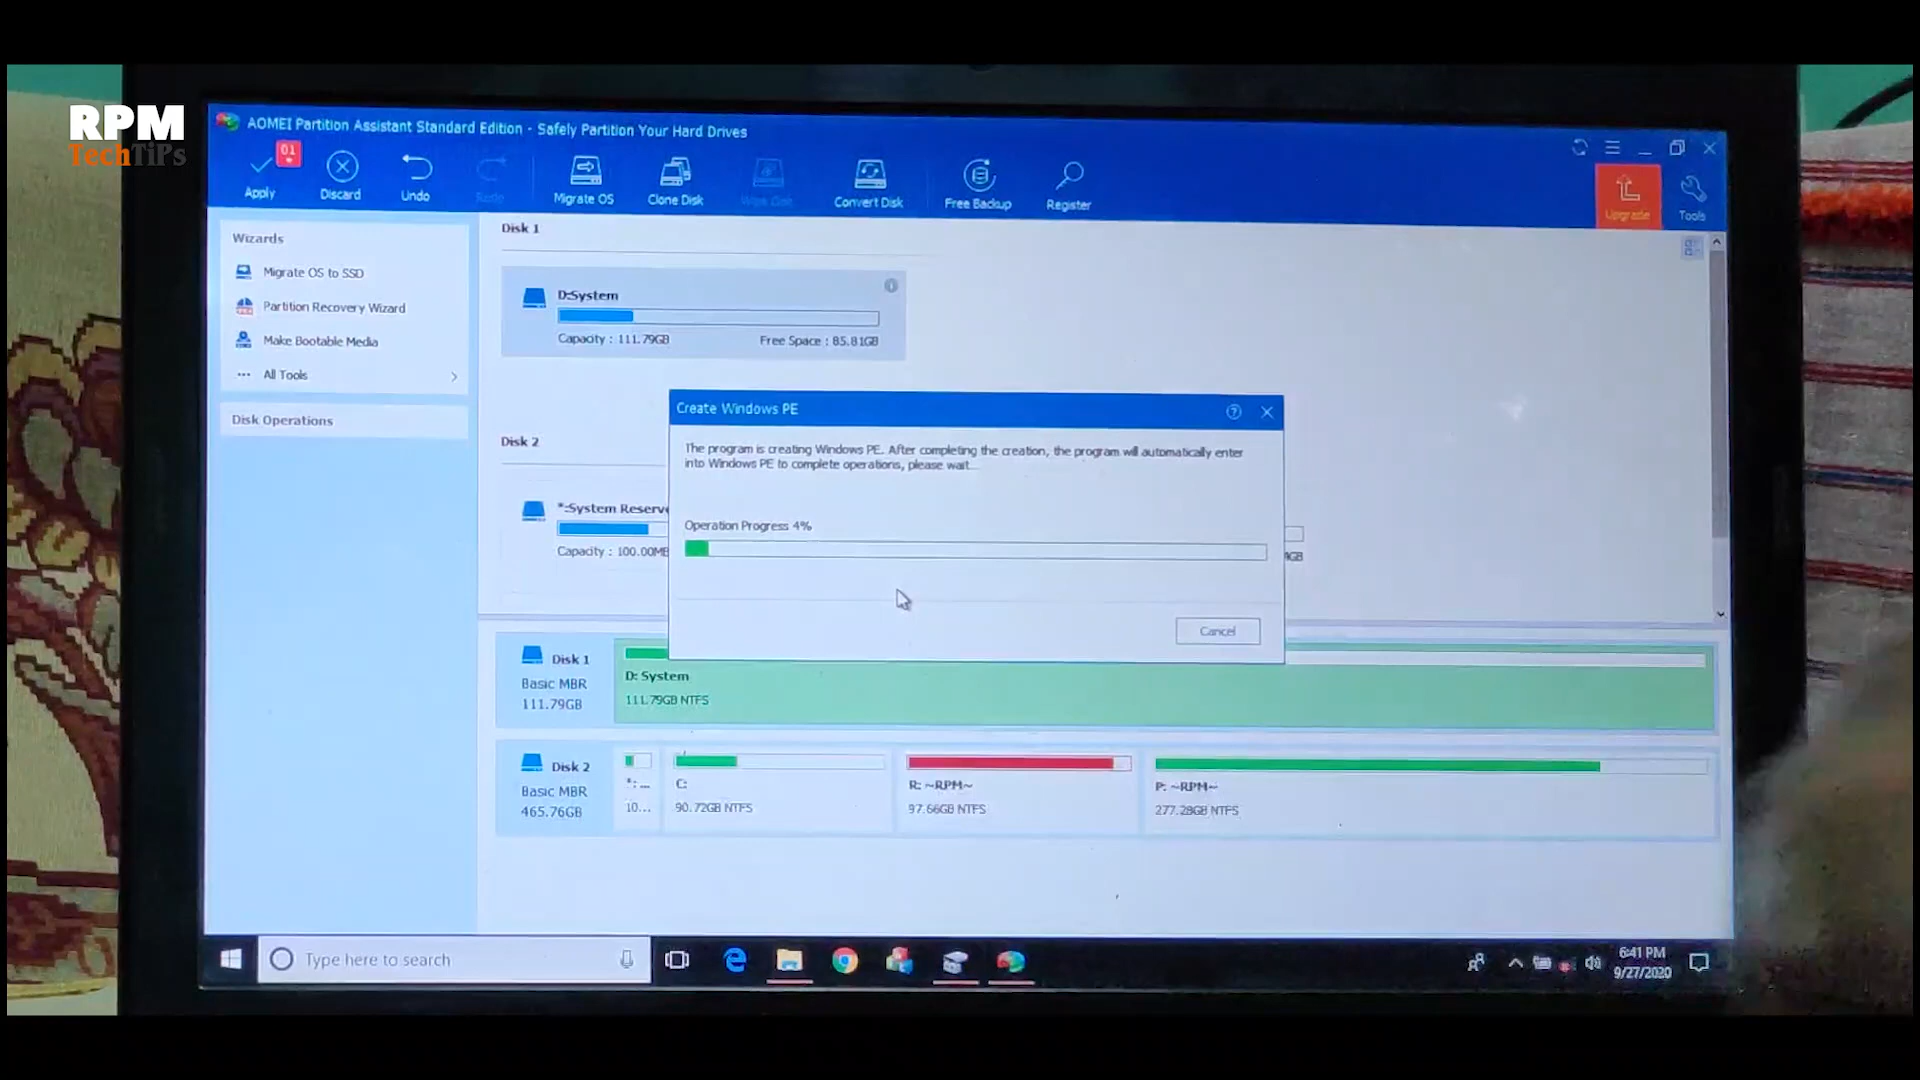 RPM
TechTiPs
AOMEI Partition Assistant Standard Edition - Safely Partition Your Hard Drives
01
Apply
Discard
Undo
Redo
Migrate OS
Clone Disk
Wipe Disk
Convert Disk
Free Backup
Register
Upgrade
Tools
Wizards
Migrate OS to SSD
Partition Recovery Wizard
Make Bootable Media
All Tools
Disk Operations
Disk 1
D:System
Capacity : 111.79GB
Free Space : 85.81GB
Disk 2
*:System Reserve
Capacity : 100.00MB
GB
Create Windows PE
The program is creating Windows PE. After completing the creation, the program will automatically enter
into Windows PE to complete operations, please wait...
Operation Progress 4%
Cancel
Disk 1
Basic MBR
111.79GB
D: System
111.79GB NTFS
Disk 2
Basic MBR
465.76GB
*: ...
10...
C:
90.72GB NTFS
R: ~RPM~
97.66GB NTFS
P: ~RPM~
277.28GB NTFS
Type here to search
6:41 PM
9/27/2020